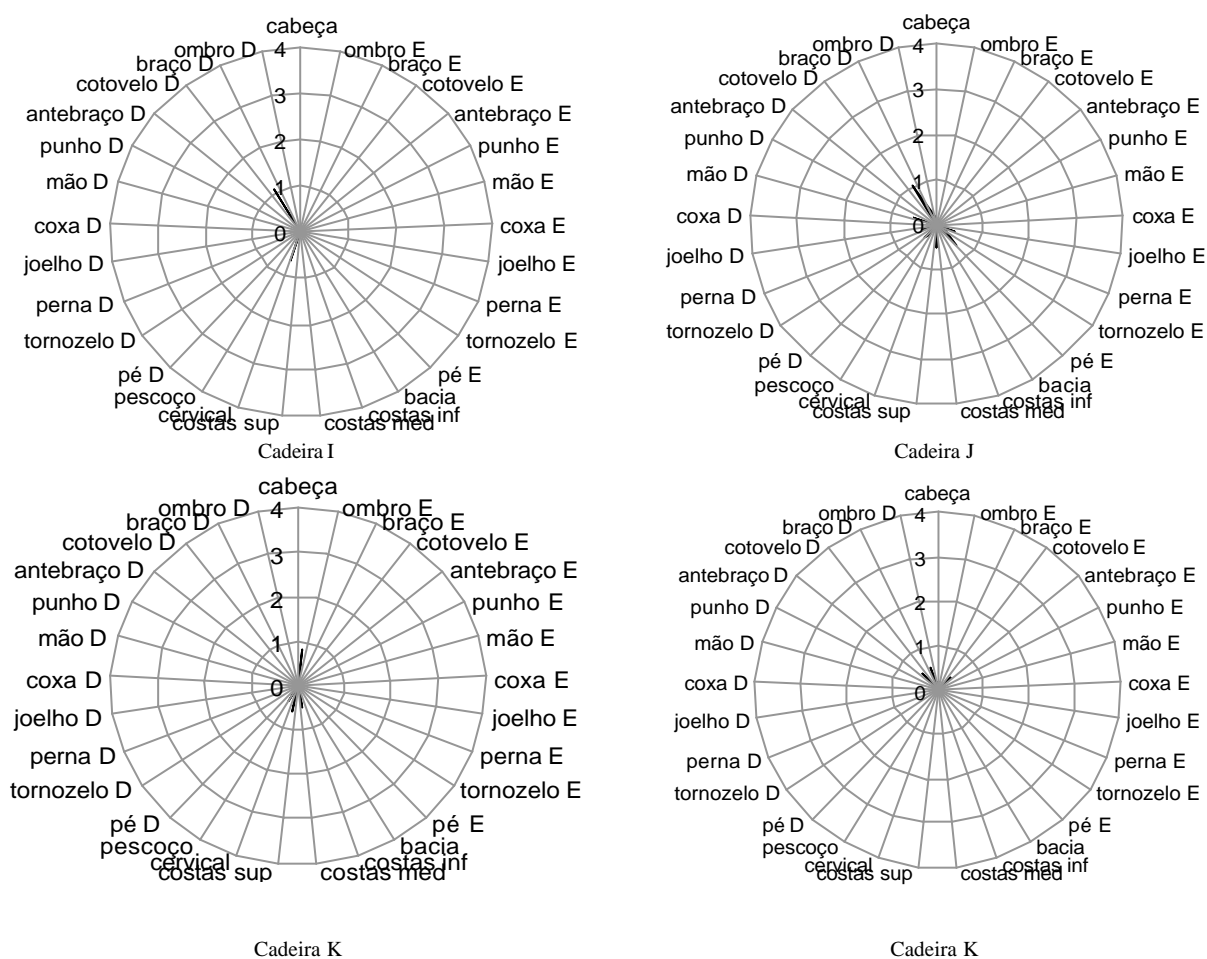 cabeça
ombro D
ombro E
braço D
braço E
cotovelo D
cotovelo E
antebraço D
antebraço E
punho D
punho E
mão D
mão E
coxa D
coxa E
joelho D
joelho E
perna D
perna E
tornozelo D
tornozelo E
pé D
pé E
pescoço
bacia
cervical
costas inf
costas sup
costas med
4
3
2
1
0
Cadeira I
cabeça
ombro D
ombro E
braço D
braço E
cotovelo D
cotovelo E
antebraço D
antebraço E
punho D
punho E
mão D
mão E
coxa D
coxa E
joelho D
joelho E
perna D
perna E
tornozelo D
tornozelo E
pé D
pé E
pescoço
bacia
cervical
costas inf
costas sup
costas med
4
3
2
1
0
Cadeira J
cabeça
ombro D
ombro E
braço D
braço E
cotovelo D
cotovelo E
antebraço D
antebraço E
punho D
punho E
mão D
mão E
coxa D
coxa E
joelho D
joelho E
perna D
perna E
tornozelo D
tornozelo E
pé D
pé E
pescoço
bacia
cervical
costas inf
costas sup
costas med
4
3
2
1
0
Cadeira K
cabeça
ombro D
ombro E
braço D
braço E
cotovelo D
cotovelo E
antebraço D
antebraço E
punho D
punho E
mão D
mão E
coxa D
coxa E
joelho D
joelho E
perna D
perna E
tornozelo D
tornozelo E
pé D
pé E
pescoço
bacia
cervical
costas inf
costas sup
costas med
4
3
2
1
0
Cadeira K